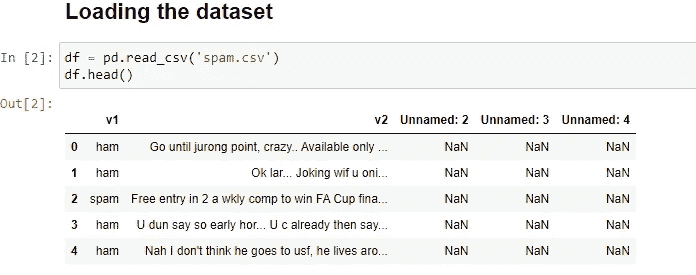 Loading the dataset
In [2]: df = pd.read_csv('spam.csv')
df.head()
Out[2]:
v1 v2 Unnamed: 2 Unnamed: 3 Unnamed: 4
0 ham Go until jurong point, crazy.. Available only ... NaN NaN NaN
1 ham Ok lar... Joking wif u oni... NaN NaN NaN
2 spam Free entry in 2 a wkly comp to win FA Cup fina... NaN NaN NaN
3 ham U dun say so early hor... U c already then say... NaN NaN NaN
4 ham Nah I don't think he goes to usf, he lives aro... NaN NaN NaN